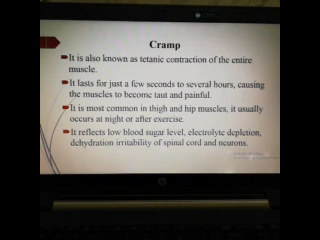 Cramp
It is also known as tetanic contraction of the entire
muscle.
It lasts for just a few seconds to several hours, causing
the muscles to become taut and painful.
It is most common in thigh and hip muscles, it usually
occurs at night or after exercise.
It reflects low blood sugar level, electrolyte depletion,
dehydration irritability of spinal cord and neurons.